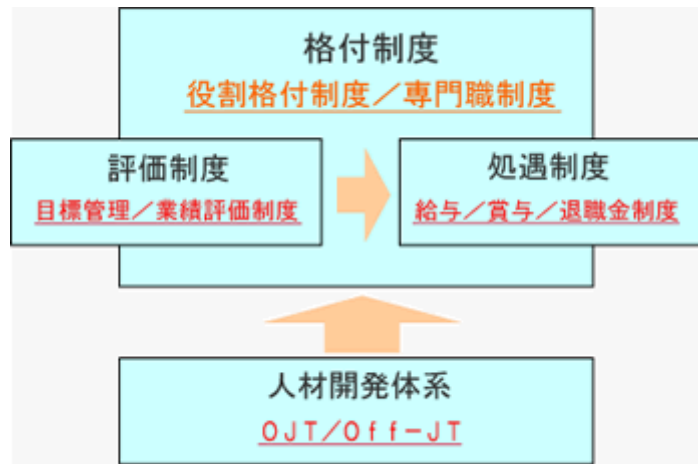 格付制度
役割格付制度／専門職制度
評価制度
目標管理／業績評価制度
処遇制度
給与／賞与／退職金制度
人材開発体系
ＯＪＴ／Ｏｆｆ－ＪＴ